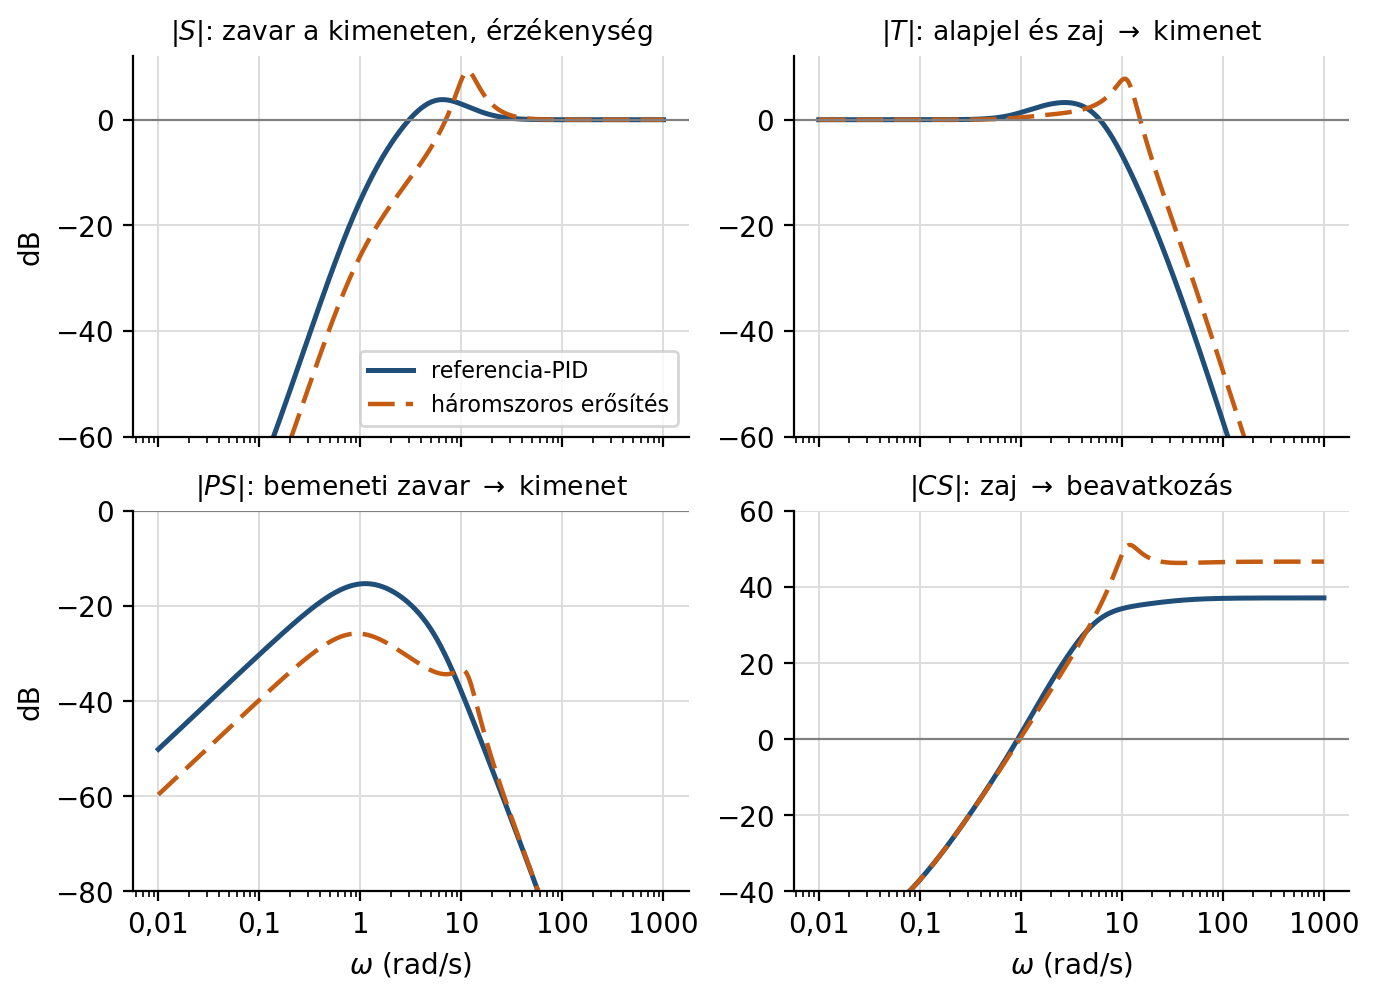 |S|: zavar a kimeneten, érzékenység
dB
0
−20
−40
−60
referencia-PID
háromszoros erősítés
|T|: alapjel és zaj → kimenet
0
−20
−40
−60
|PS|: bemeneti zavar → kimenet
dB
0
−20
−40
−60
−80
0,01 0,1 1 10 100 1000
ω (rad/s)
|CS|: zaj → beavatkozás
60
40
20
0
−20
−40
0,01 0,1 1 10 100 1000
ω (rad/s)